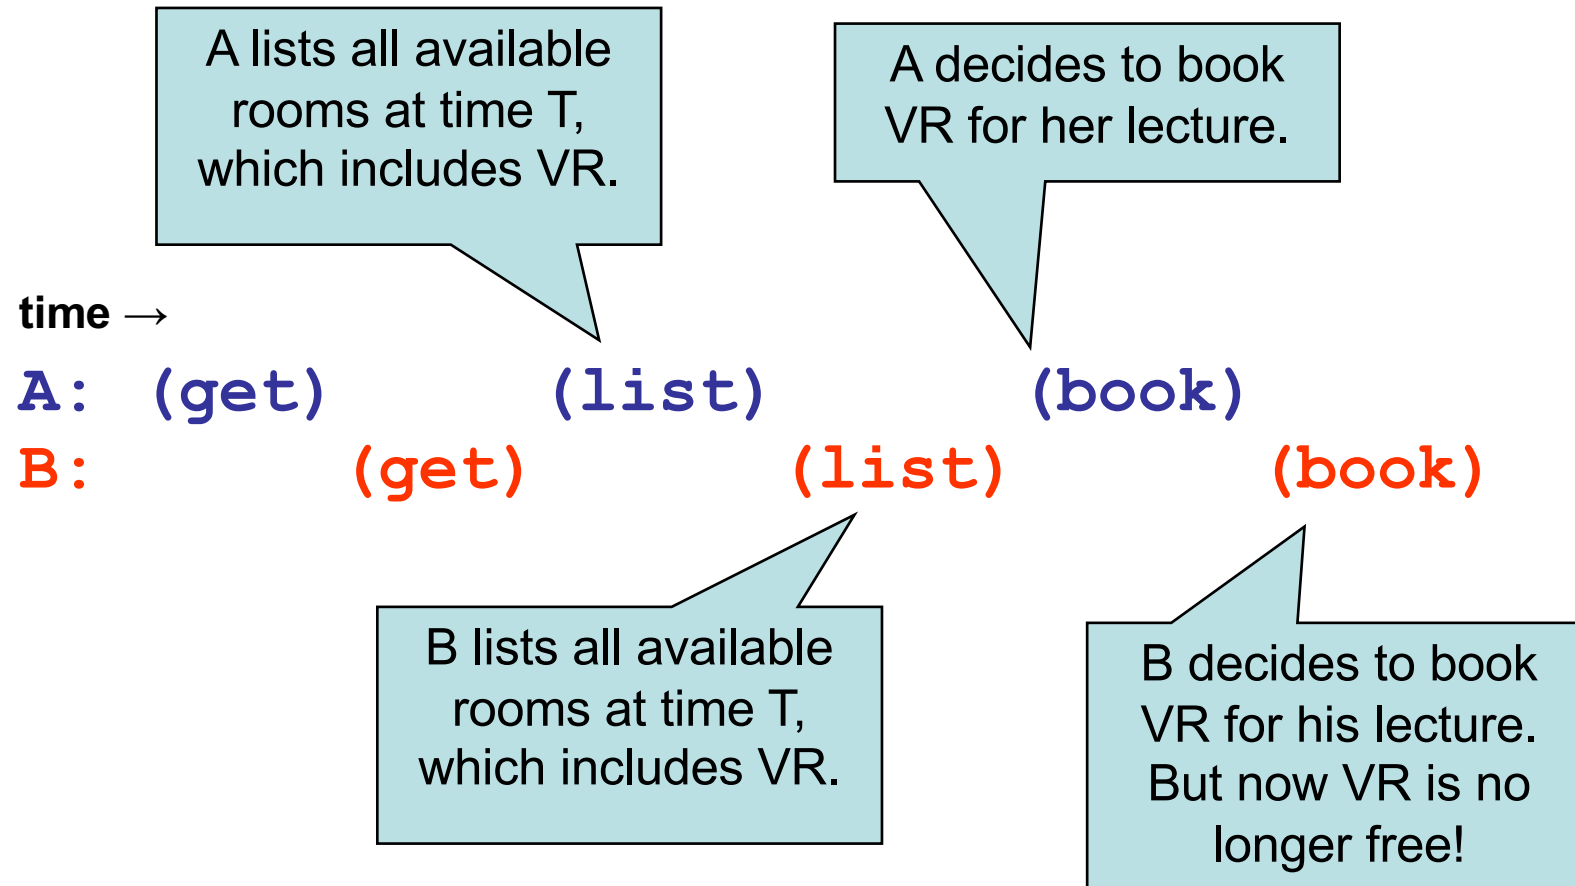 A lists all available
rooms at time T,
which includes VR.
A decides to book
VR for her lecture.
time →
A: (get) (list) (book)
B: (get) (list) (book)
B lists all available
rooms at time T,
which includes VR.
B decides to book
VR for his lecture.
But now VR is no
longer free!